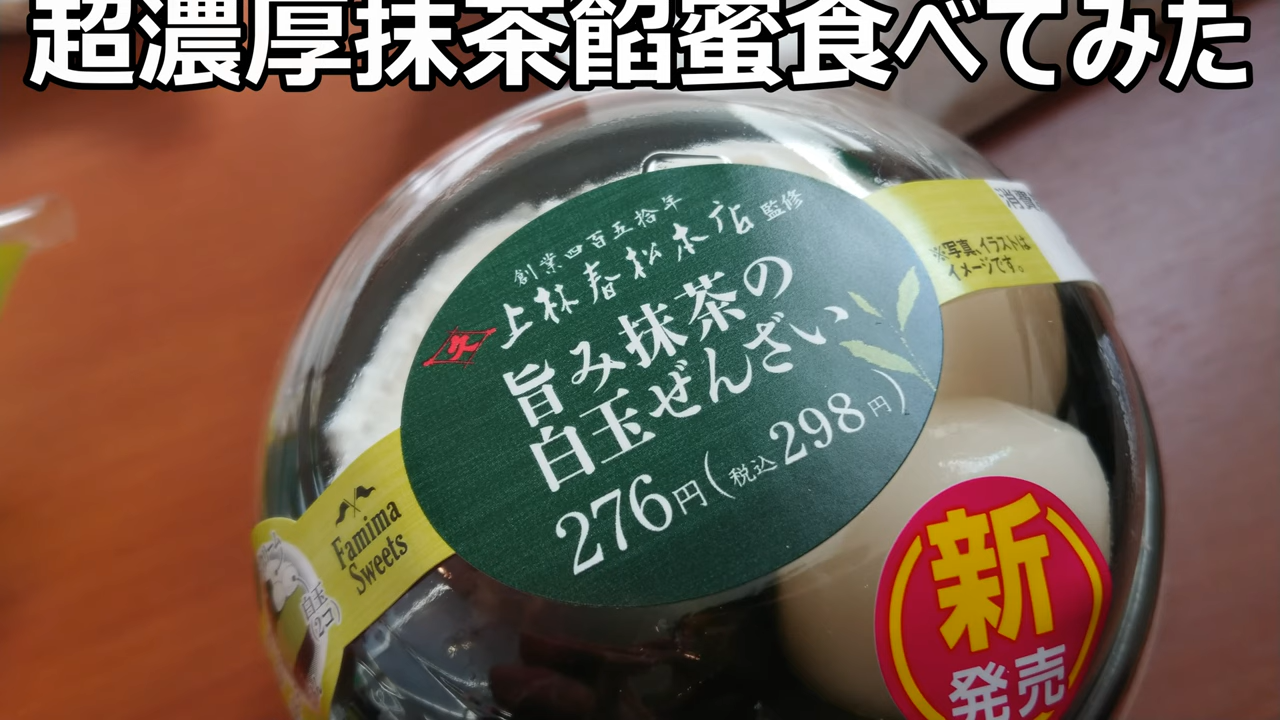 超濃厚抹茶餡蜜食べてみた
創業四百五拾年
上林春松本店 監修
旨み抹茶の
白玉ぜんざい
276円(税込298円)
消費
※写真、イラストは
イメージです。
Famima
Sweets
白玉
2コ
新
発売